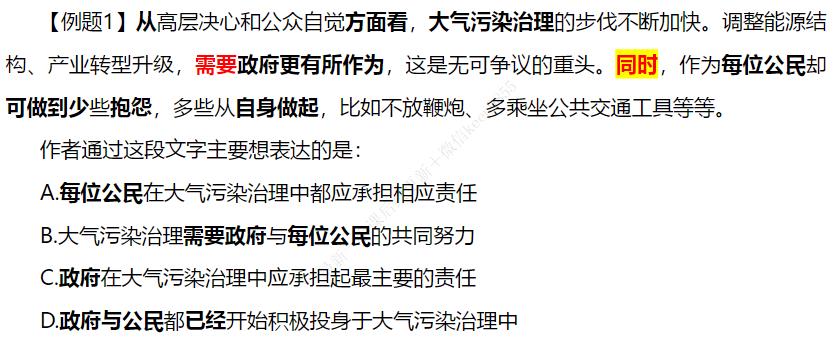 【例题1】从高层决心和公众自觉方面看，大气污染治理的步伐不断加快。调整能源结
构、产业转型升级，需要政府更有所作为，这是无可争议的重头。同时，作为每位公民却
可做到少些抱怨，多些从自身做起，比如不放鞭炮、多乘坐公共交通工具等等。
作者通过这段文字主要想表达的是：
A.每位公民在大气污染治理中都应承担相应责任
B.大气污染治理需要政府与每位公民的共同努力
C.政府在大气污染治理中应承担起最主要的责任
D.政府与公民都已经开始积极投身于大气污染治理中